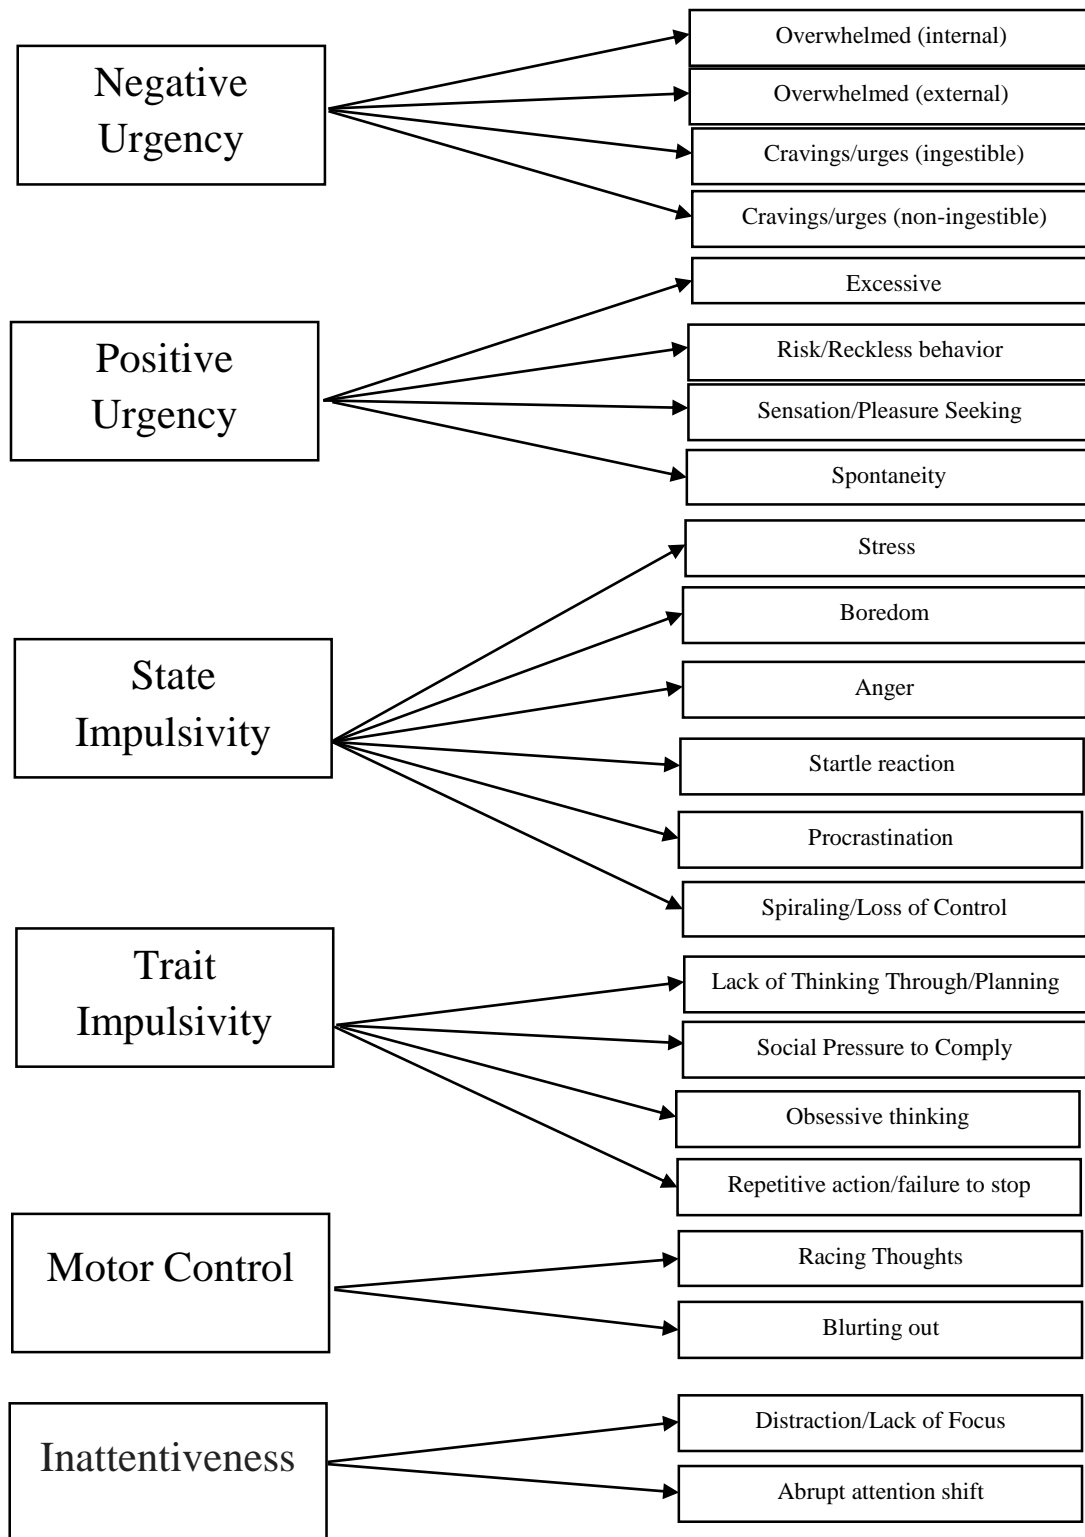 Negative
Urgency
Overwhelmed (internal)
Overwhelmed (external)
Cravings/urges (ingestible)
Cravings/urges (non-ingestible)
Positive
Urgency
Excessive
Risk/Reckless behavior
Sensation/Pleasure Seeking
Spontaneity
State
Impulsivity
Stress
Boredom
Anger
Startle reaction
Procrastination
Spiraling/Loss of Control
Trait
Impulsivity
Lack of Thinking Through/Planning
Social Pressure to Comply
Obsessive thinking
Repetitive action/failure to stop
Motor Control
Racing Thoughts
Blurting out
Inattentiveness
Distraction/Lack of Focus
Abrupt attention shift